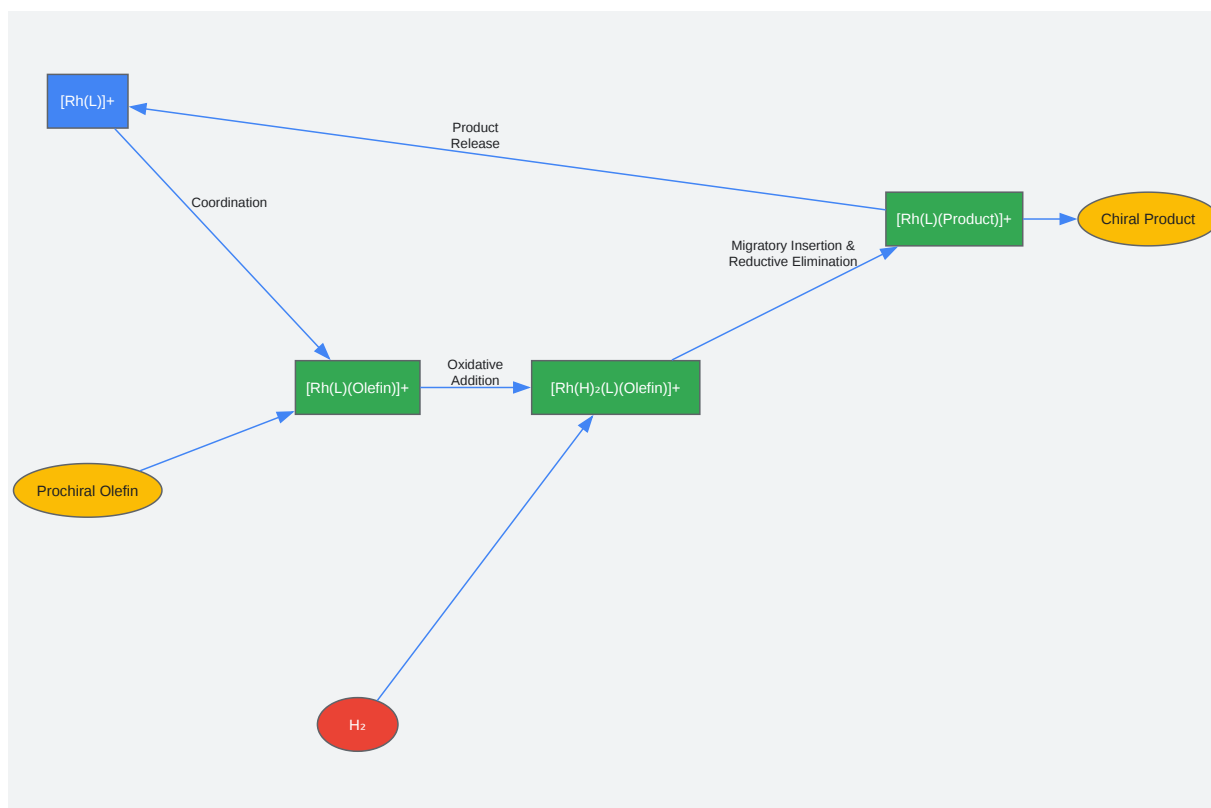 [Rh(L)]+
Product
Release
Coordination
[Rh(L)(Product)]+
Chiral Product
Migratory Insertion &
Reductive Elimination
Oxidative
Addition
[Rh(L)(Olefin)]+
[Rh(H)₂(L)(Olefin)]+
Prochiral Olefin
H₂